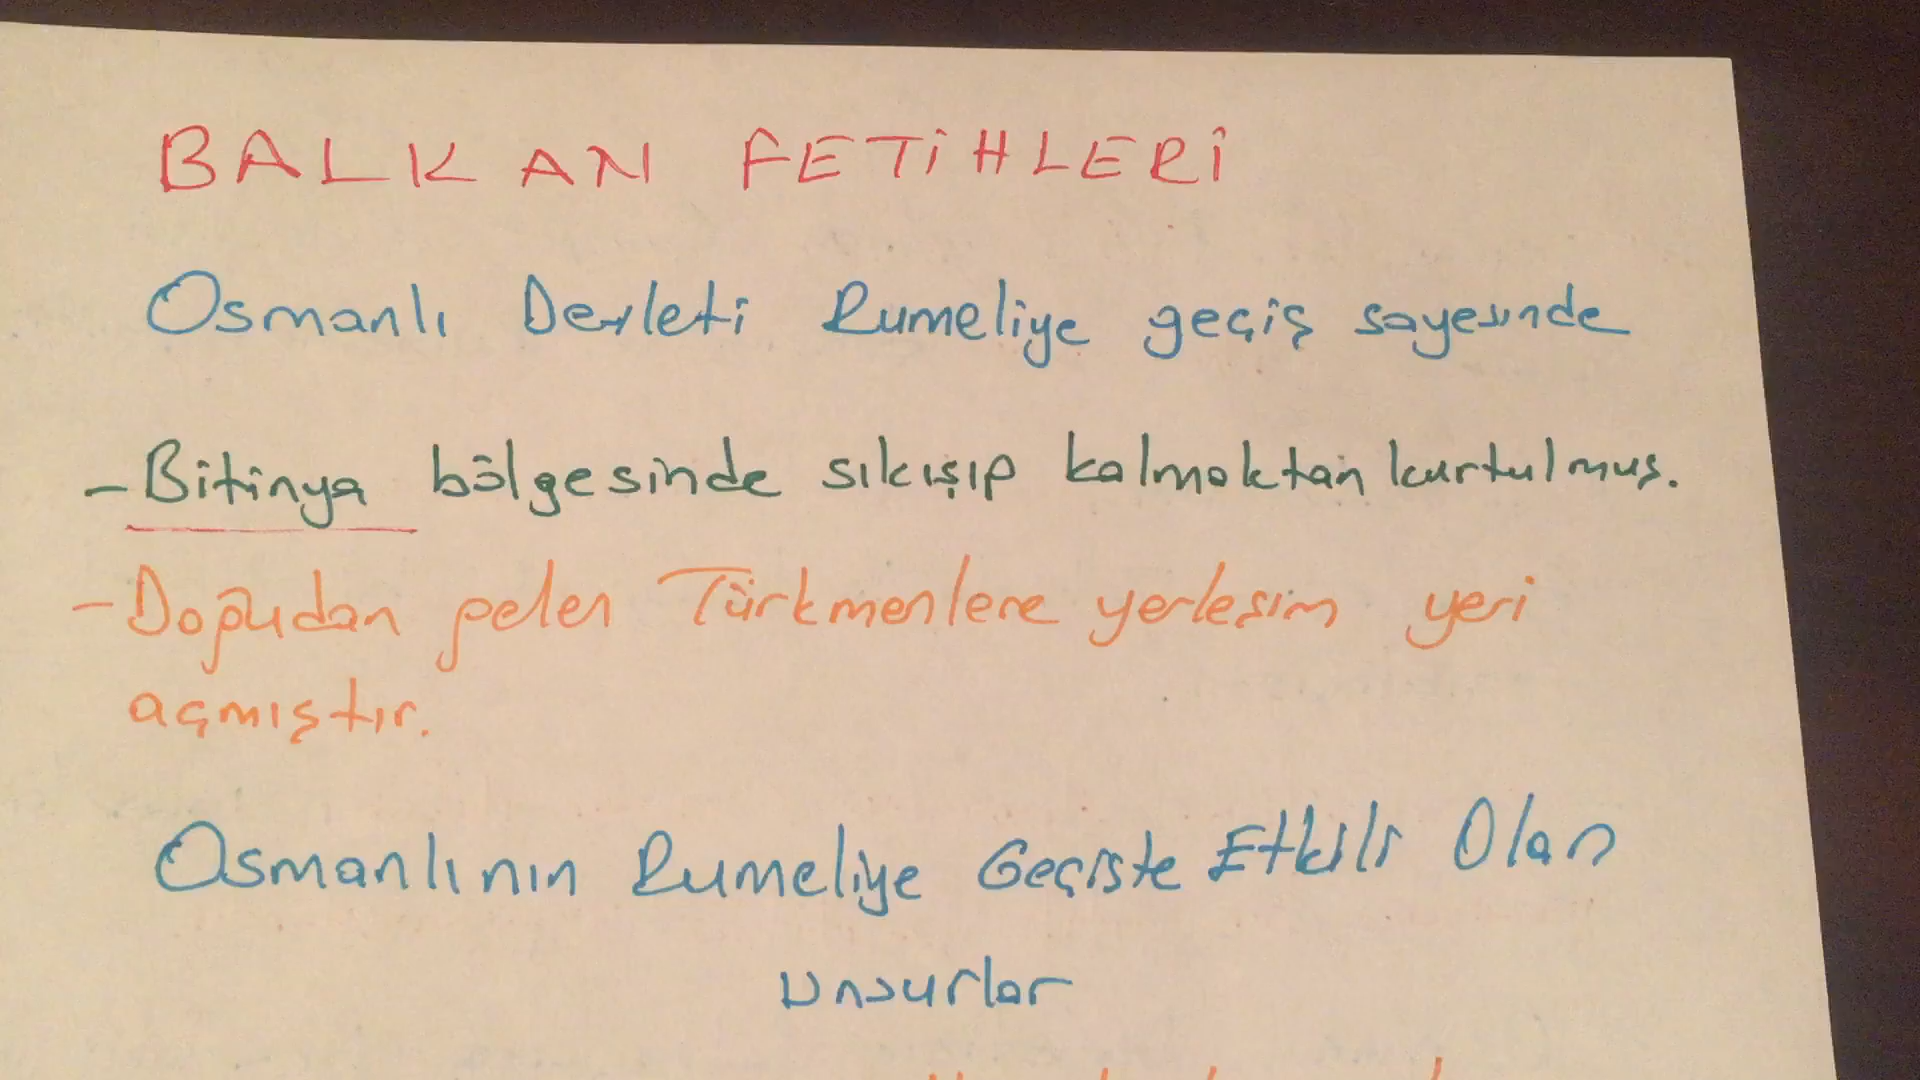 BALKAN FETİHLERİ
Osmanlı Devleti Rumeliye geçiş sayesinde
- Bitinya bölgesinde sıkışıp kalmaktan kurtulmuş.
- Doğudan gelen Türkmenlere yerleşim yeri
açmıştır.
Osmanlının Rumeliye Geçişte Etkili Olan
Unsurlar